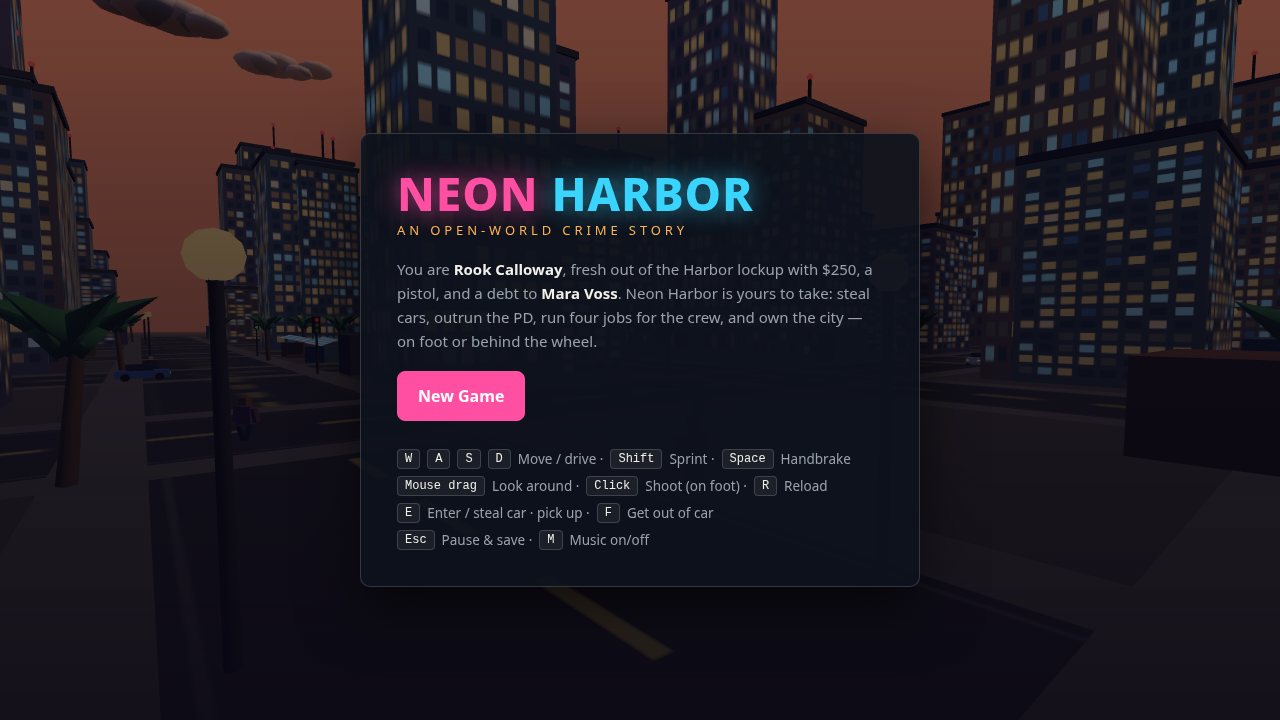 NEON HARBOR
AN OPEN-WORLD CRIME STORY
You are Rook Calloway, fresh out of the Harbor lockup with $250, a
pistol, and a debt to Mara Voss. Neon Harbor is yours to take: steal
cars, outrun the PD, run four jobs for the crew, and own the city —
on foot or behind the wheel.
New Game
W A S D Move / drive · Shift Sprint · Space Handbrake
Mouse drag Look around · Click Shoot (on foot) · R Reload
E Enter / steal car · pick up · F Get out of car
Esc Pause & save · M Music on/off